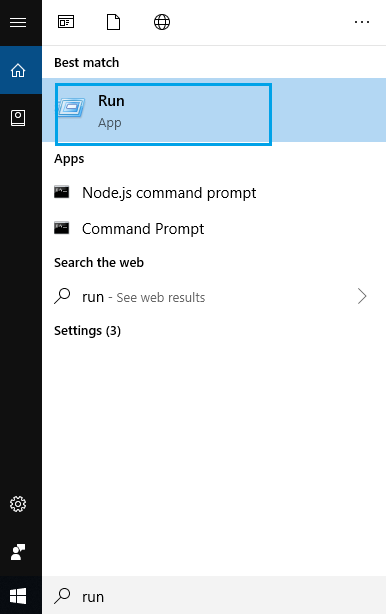 Best match
Run
App
Apps
Node.js command prompt
Command Prompt
Search the web
run - See web results
Settings (3)
run